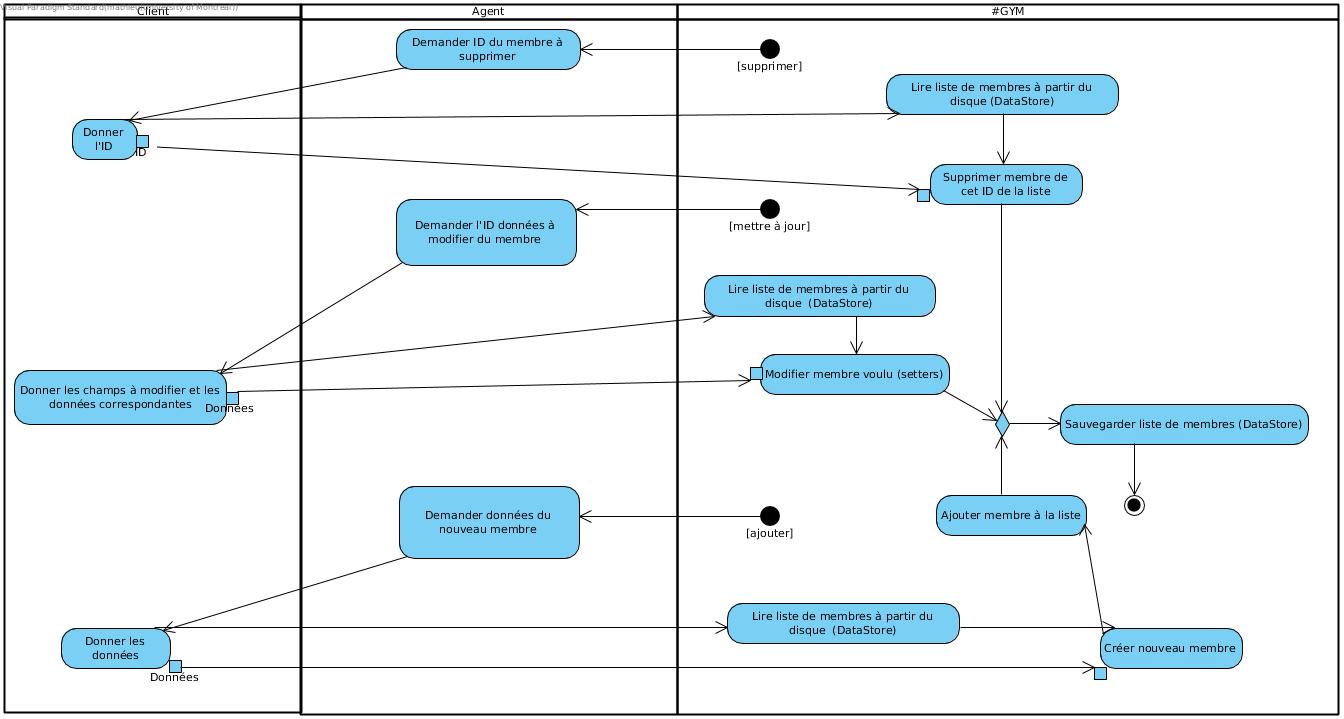 Visual Paradigm Standard(mathieu(University of Montreal))
Client
Agent
#GYM
Demander ID du membre à
supprimer
[supprimer]
Lire liste de membres à partir du
disque (DataStore)
Donner
l'ID
ID
Supprimer membre de
cet ID de la liste
Demander l'ID données à
modifier du membre
[mettre à jour]
Lire liste de membres à partir du
disque (DataStore)
Modifier membre voulu (setters)
Donner les champs à modifier et les
données correspondantes
Données
Sauvegarder liste de membres (DataStore)
Demander données du
nouveau membre
[ajouter]
Ajouter membre à la liste
Lire liste de membres à partir du
disque (DataStore)
Donner les
données
Données
Créer nouveau membre